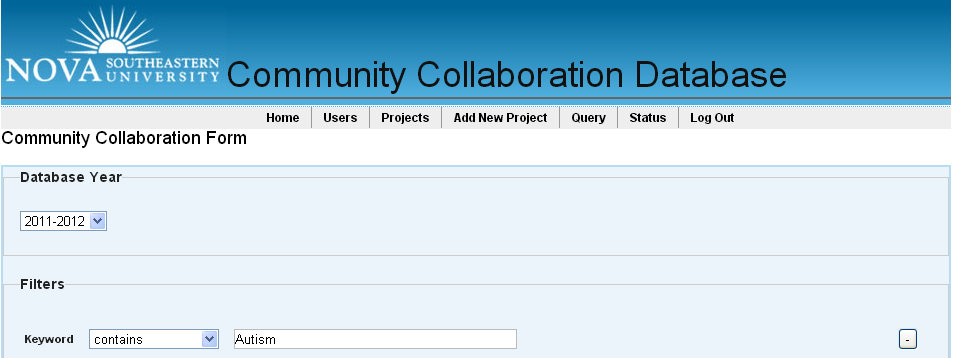 NOVA SOUTHEASTERN UNIVERSITY Community Collaboration Database
Home Users Projects Add New Project Query Status Log Out
Community Collaboration Form
Database Year
2011-2012
Filters
Keyword contains Autism -